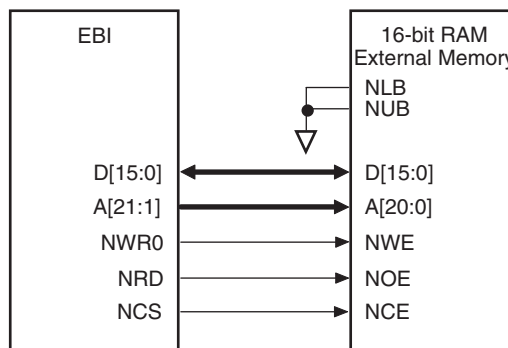 EBI
16-bit RAM
External Memory
NLB
NUB
D[15:0] D[15:0]
A[21:1] A[20:0]
NWR0 NWE
NRD NOE
NCS NCE